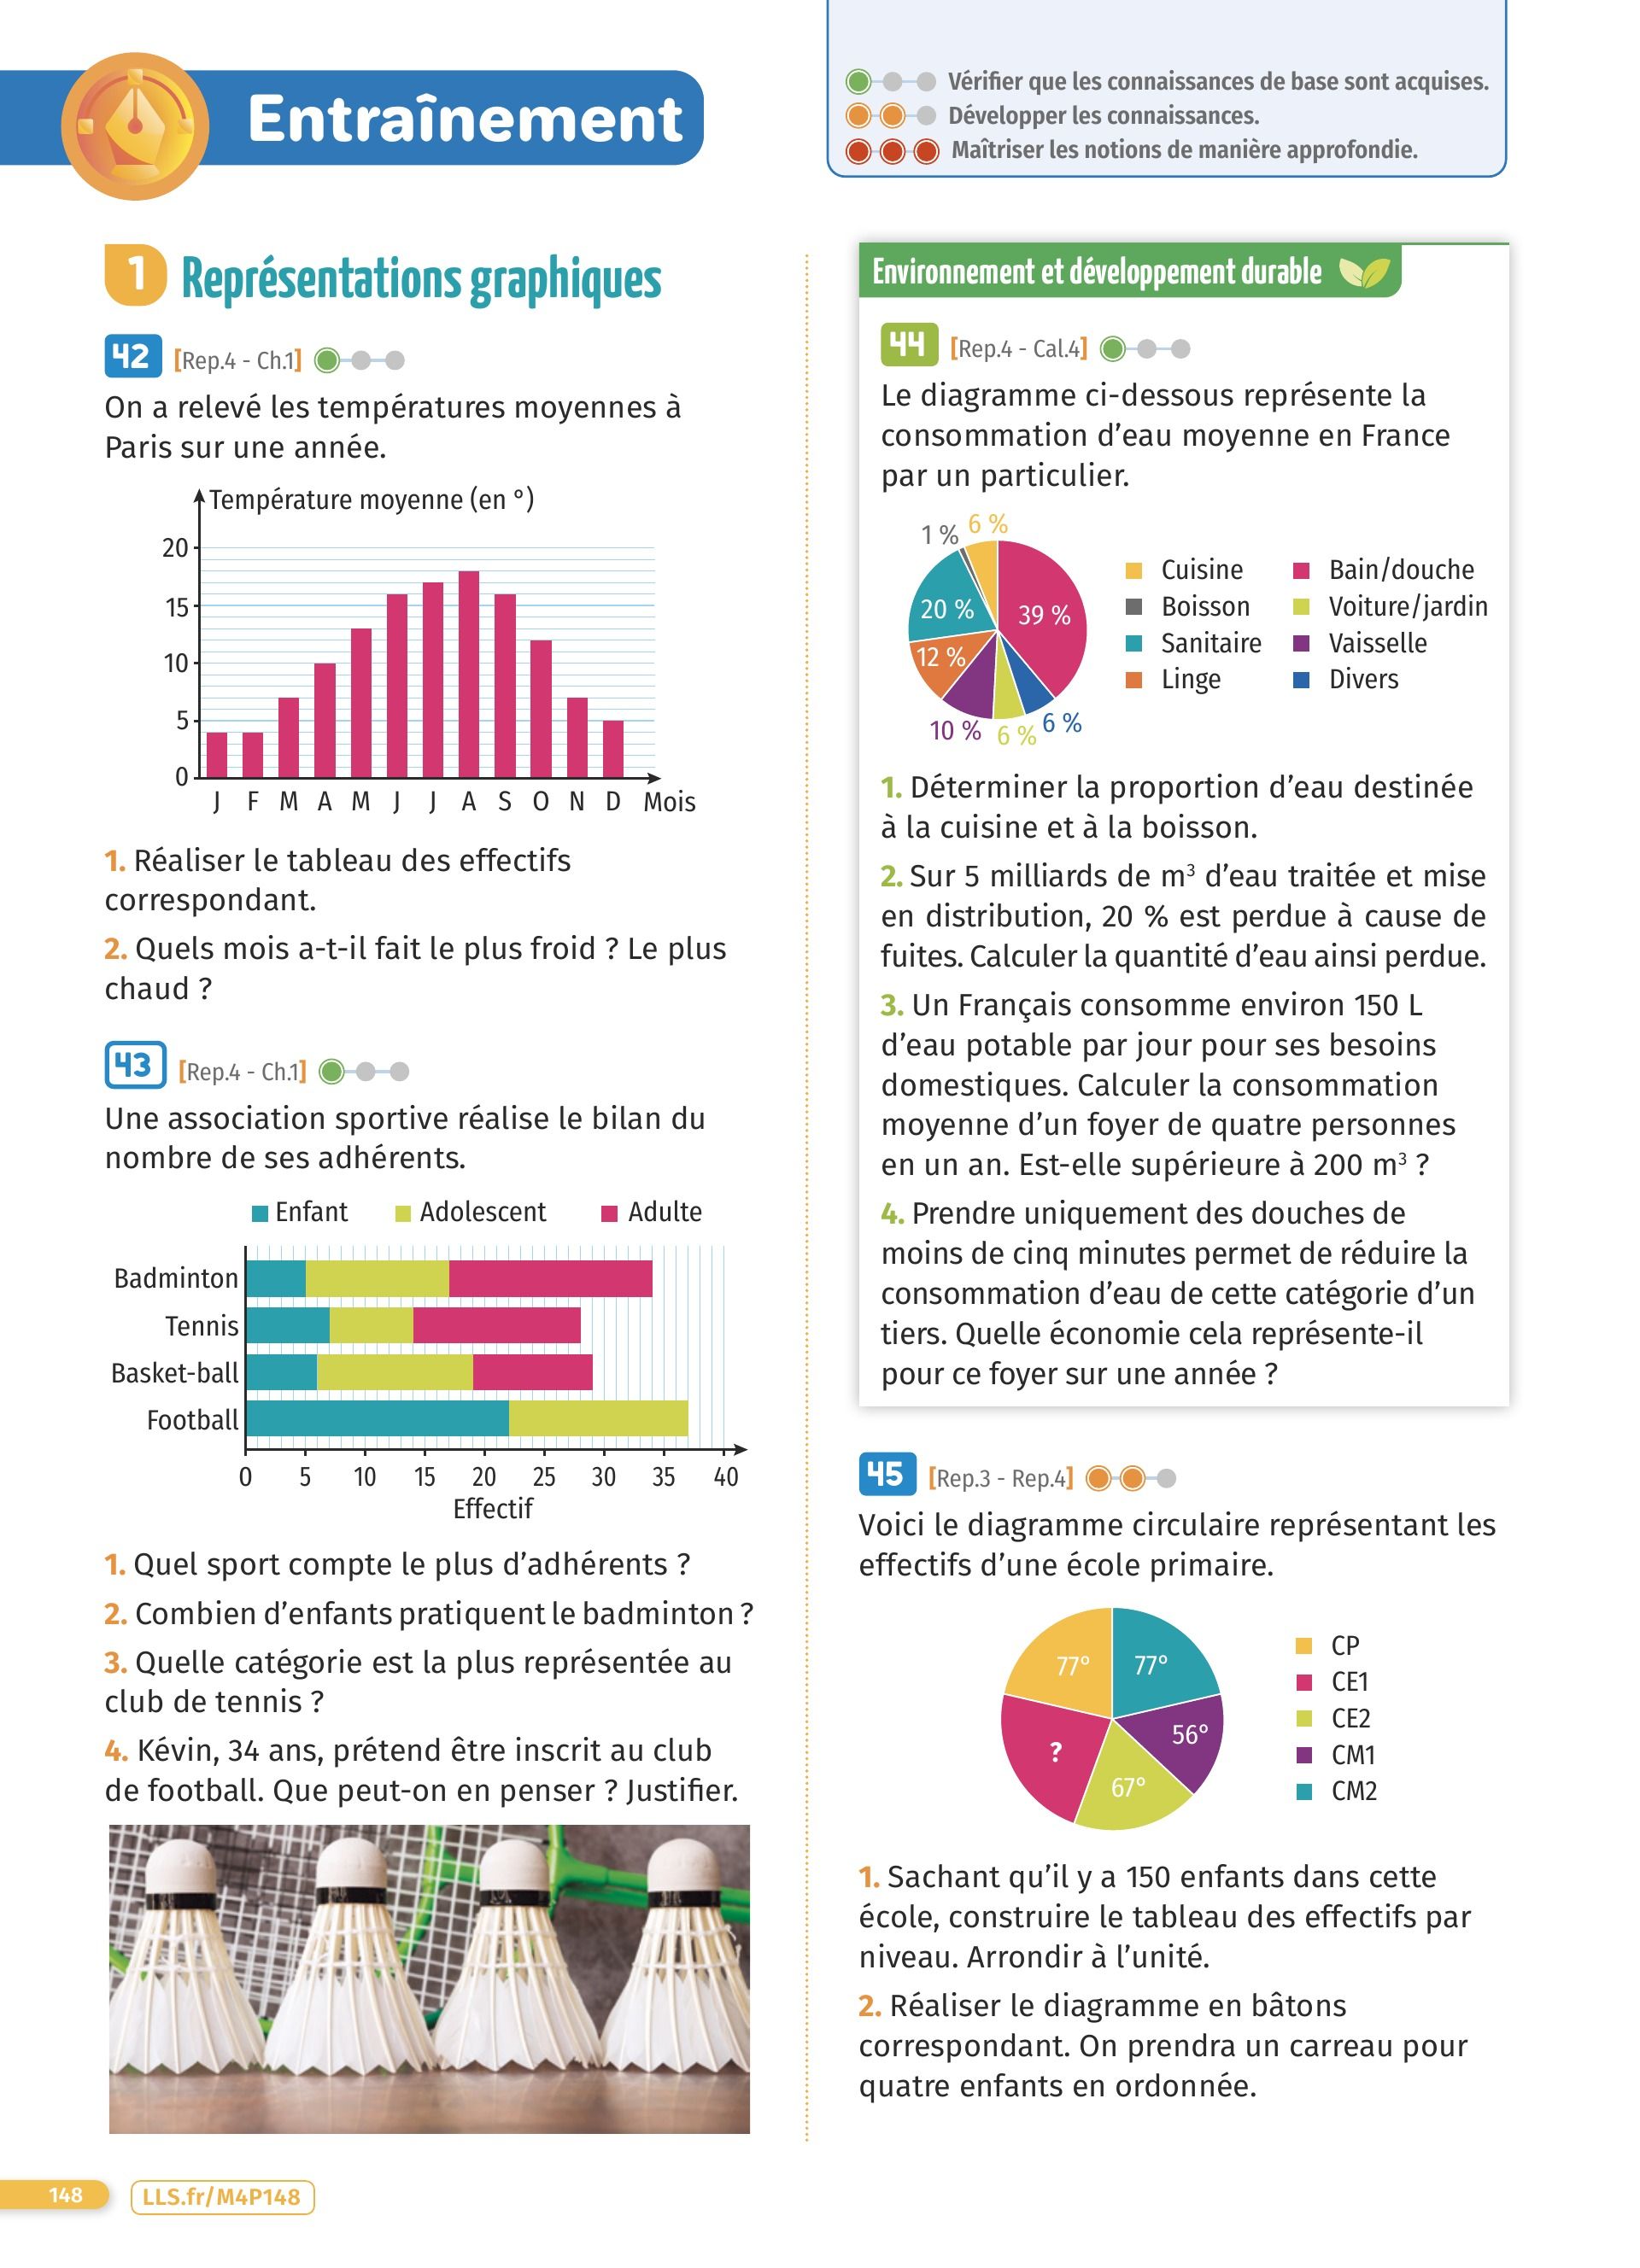 Entraînement
Vérifier que les connaissances de base sont acquises.
Développer les connaissances.
Maîtriser les notions de manière approfondie.
1 Représentations graphiques
42 [Rep.4 - Ch.1]
On a relevé les températures moyennes à
Paris sur une année.
Température moyenne (en °)
20
15
10
5
0
J F M A M J J A S O N D Mois
1. Réaliser le tableau des effectifs
correspondant.
2. Quels mois a-t-il fait le plus froid ? Le plus
chaud ?
43 [Rep.4 - Ch.1]
Une association sportive réalise le bilan du
nombre de ses adhérents.
Enfant Adolescent Adulte
Badminton
Tennis
Basket-ball
Football
0 5 10 15 20 25 30 35 40
Effectif
1. Quel sport compte le plus d’adhérents ?
2. Combien d’enfants pratiquent le badminton ?
3. Quelle catégorie est la plus représentée au
club de tennis ?
4. Kévin, 34 ans, prétend être inscrit au club
de football. Que peut-on en penser ? Justifier.
Environnement et développement durable
44 [Rep.4 - Cal.4]
Le diagramme ci-dessous représente la
consommation d’eau moyenne en France
par un particulier.
1 % 6 %
20 % 39 %
12 %
10 % 6 % 6 %
Cuisine Bain/douche
Boisson Voiture/jardin
Sanitaire Vaisselle
Linge Divers
1. Déterminer la proportion d’eau destinée
à la cuisine et à la boisson.
2. Sur 5 milliards de m³ d’eau traitée et mise
en distribution, 20 % est perdue à cause de
fuites. Calculer la quantité d’eau ainsi perdue.
3. Un Français consomme environ 150 L
d’eau potable par jour pour ses besoins
domestiques. Calculer la consommation
moyenne d’un foyer de quatre personnes
en un an. Est-elle supérieure à 200 m³ ?
4. Prendre uniquement des douches de
moins de cinq minutes permet de réduire la
consommation d’eau de cette catégorie d’un
tiers. Quelle économie cela représente-il
pour ce foyer sur une année ?
45 [Rep.3 - Rep.4]
Voici le diagramme circulaire représentant les
effectifs d’une école primaire.
77° 77°
56°
?
67°
CP
CE1
CE2
CM1
CM2
1. Sachant qu’il y a 150 enfants dans cette
école, construire le tableau des effectifs par
niveau. Arrondir à l’unité.
2. Réaliser le diagramme en bâtons
correspondant. On prendra un carreau pour
quatre enfants en ordonnée.
148 LLS.fr/M4P148